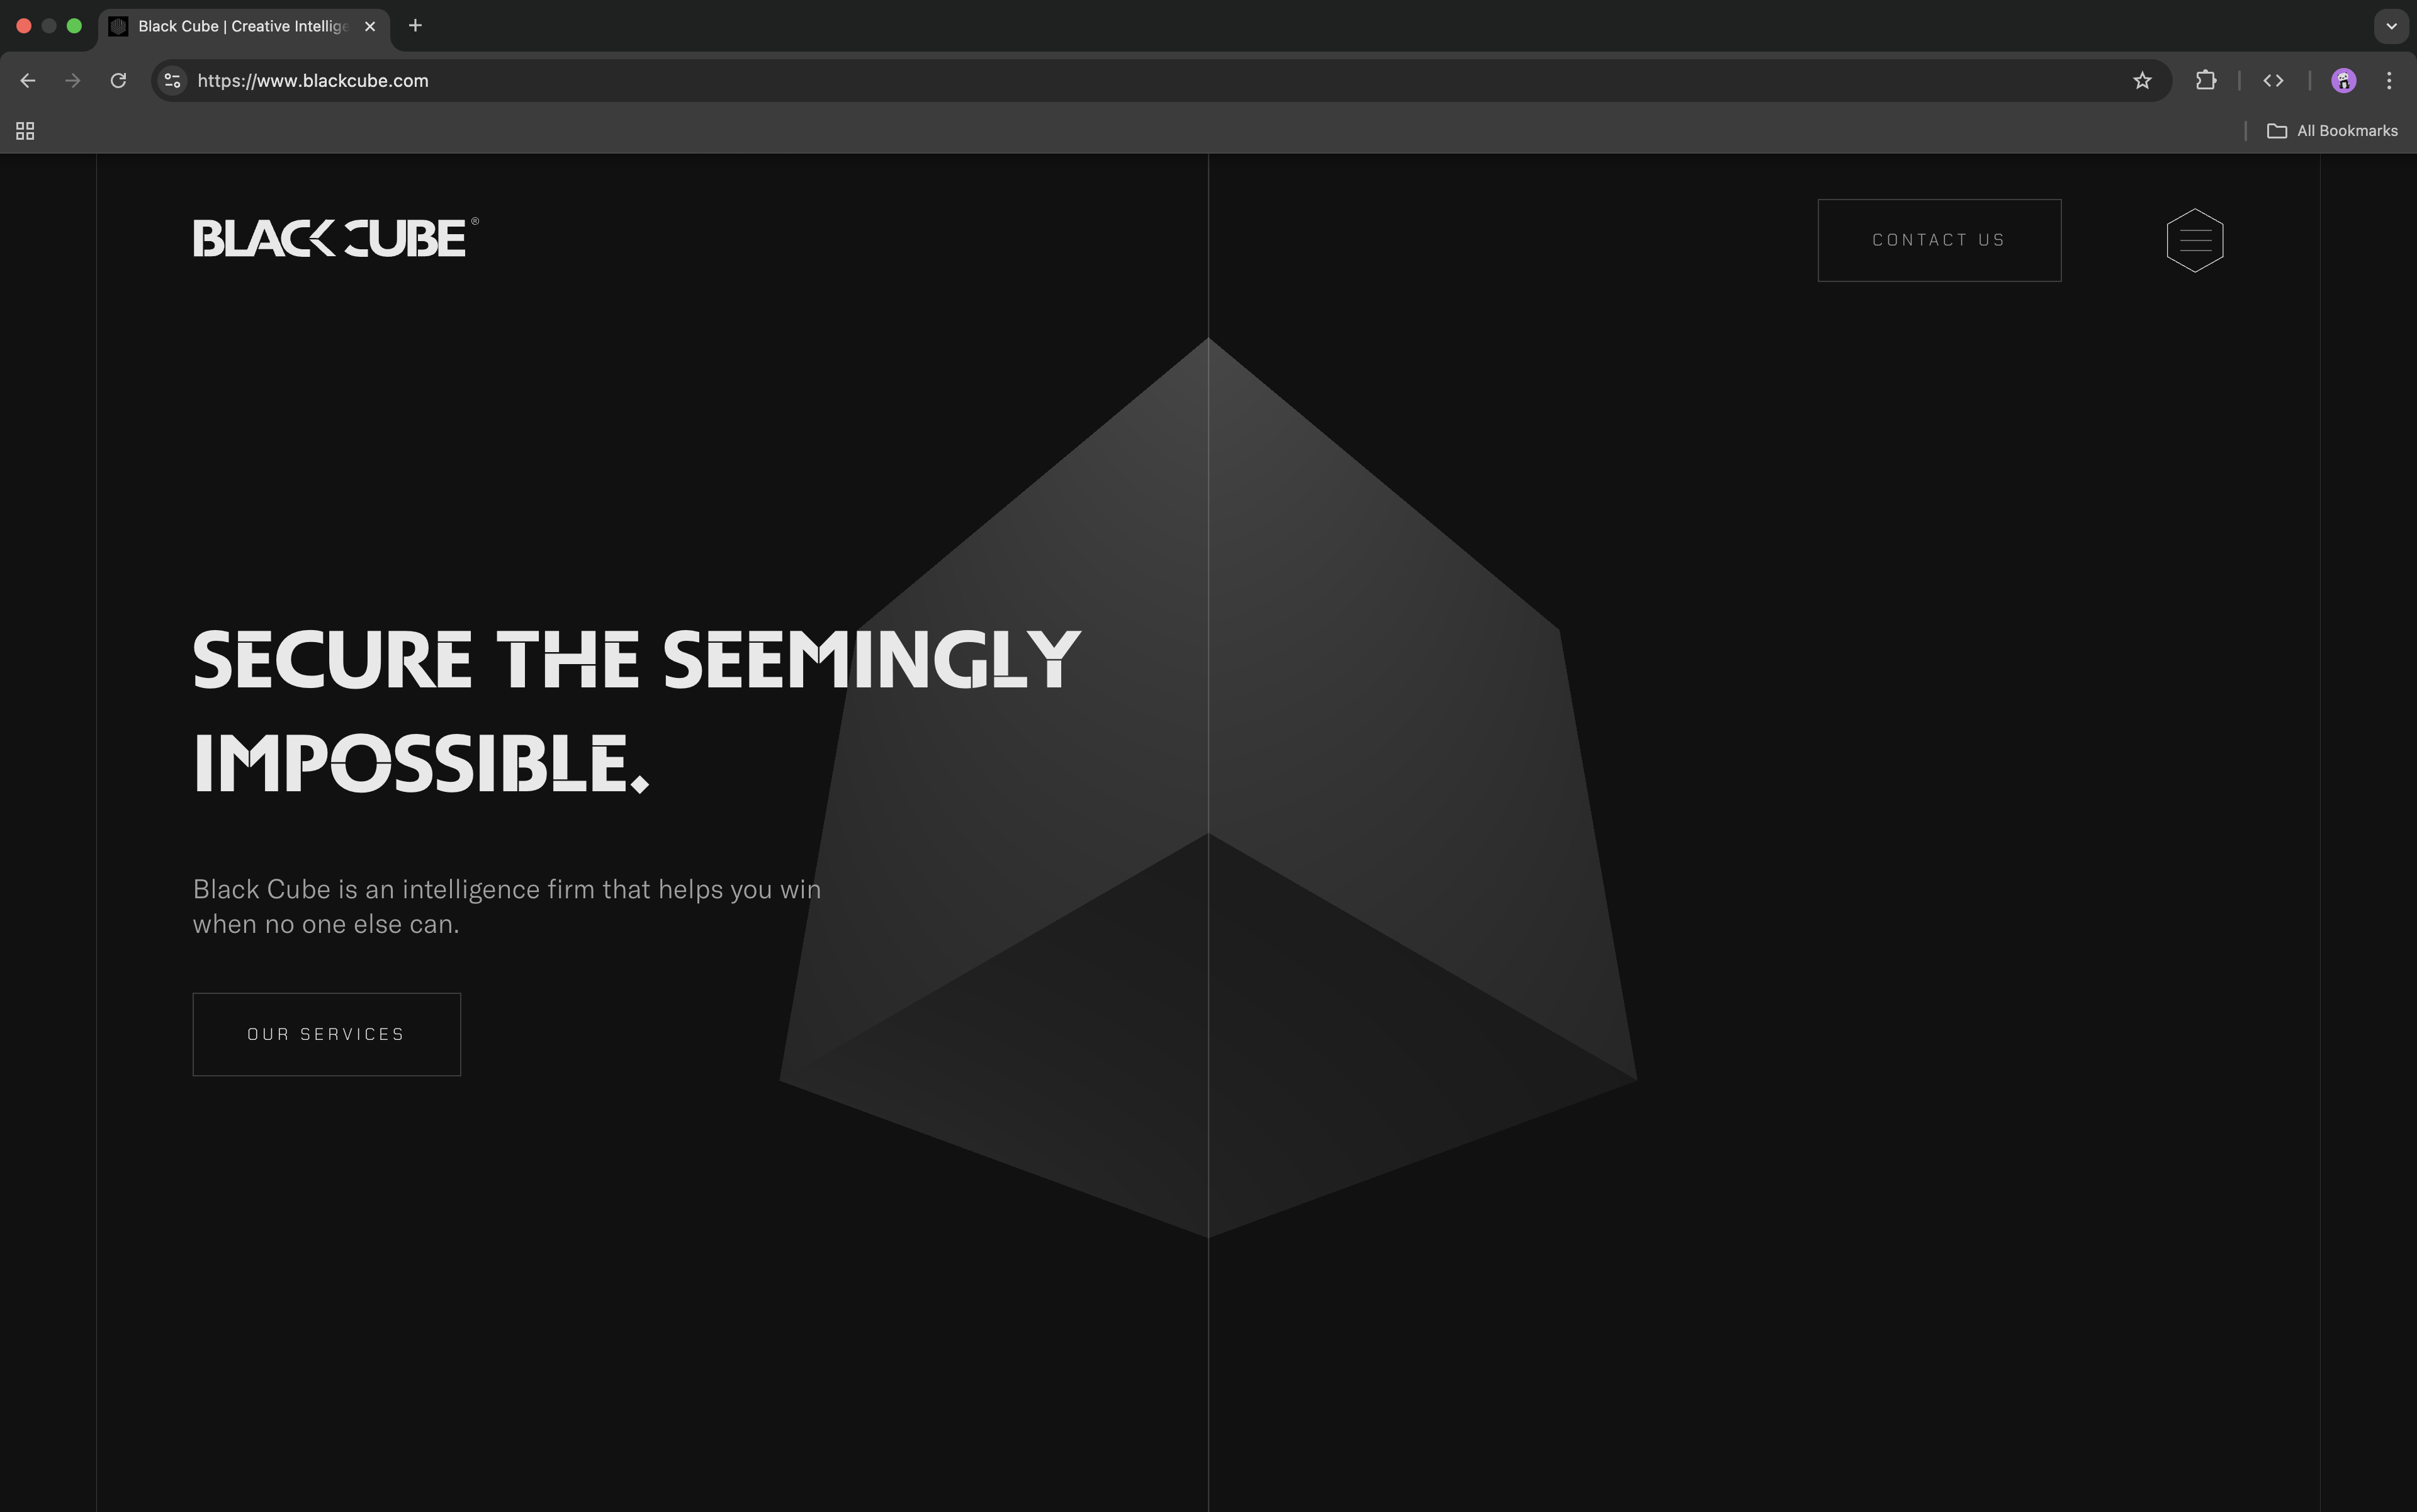 Black Cube | Creative Intellige
https://www.blackcube.com
All Bookmarks
BLACK CUBE®
CONTACT US
SECURE THE SEEMINGLY
IMPOSSIBLE.
Black Cube is an intelligence firm that helps you win
when no one else can.
OUR SERVICES